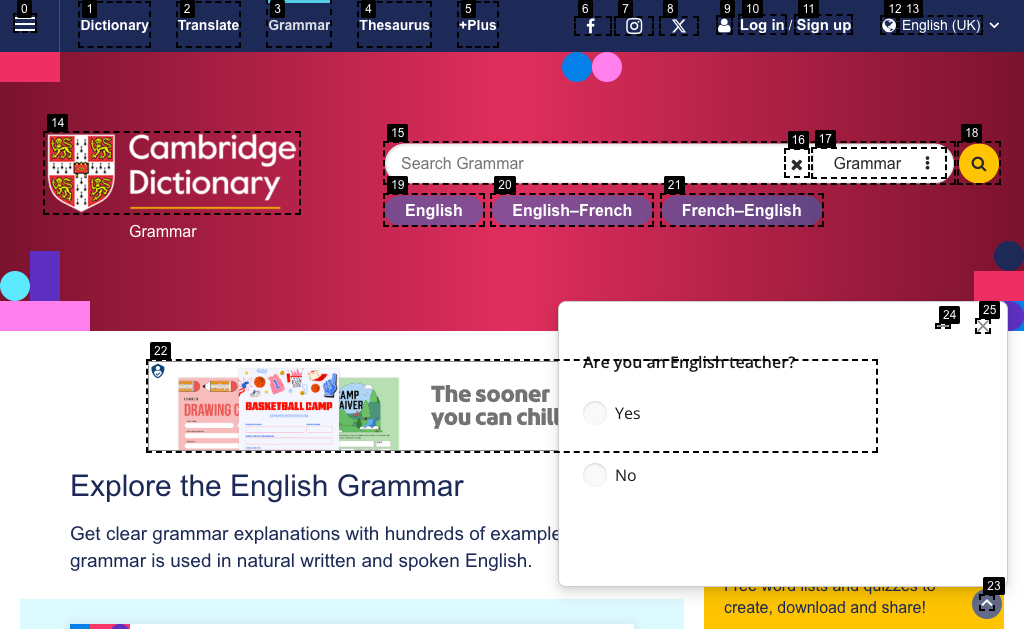 0 1 2 3 4 5 6 7 8 9 10 11 12 13
Dictionary Translate Grammar Thesaurus +Plus Log in / Sign up English (UK)
14
Cambridge
Dictionary
Grammar
15 16 17 18
Search Grammar Grammar
19 20 21
English English–French French–English
24 25
22
Are you an English teacher?
DRAWING C
BASKETBALL CAMP
CAMP
WAIVER
The sooner
you can chill
Yes
No
Explore the English Grammar
Get clear grammar explanations with hundreds of example
grammar is used in natural written and spoken English.
23
Free word lists and quizzes to
create, download and share!